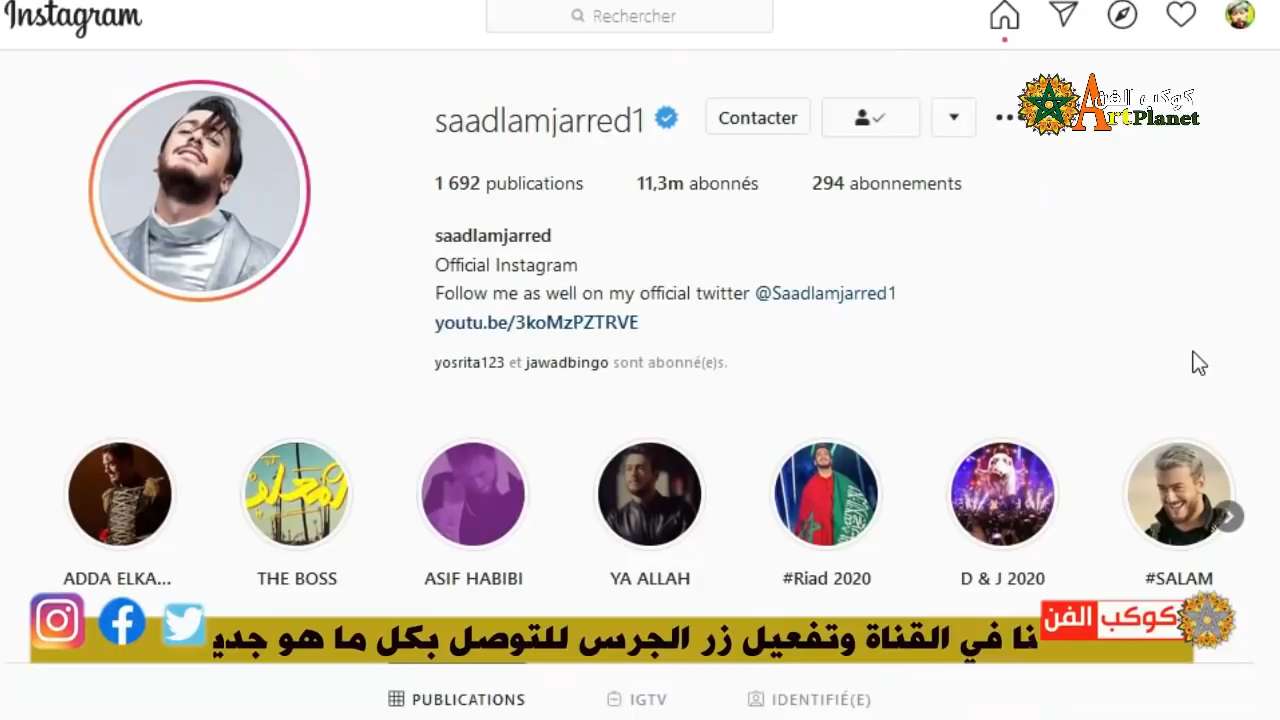 Instagram
Rechercher
saadlamjarred1
Contacter
كوكب الفن
ArtPlanet
1 692 publications
11,3m abonnés
294 abonnements
saadlamjarred
Official Instagram
Follow me as well on my official twitter @Saadlamjarred1
youtu.be/3koMzPZTRVE
yosrita123 et jawadbingo sont abonné(e)s.
لمعلم
ADDA ELKA...
THE BOSS
ASIF HABIBI
YA ALLAH
#Riad 2020
D & J 2020
#SALAM
كوكب الفن
نا في القناة وتفعيل زر الجرس للتوصل بكل ما هو جدي
PUBLICATIONS
IGTV
IDENTIFIÉ(E)